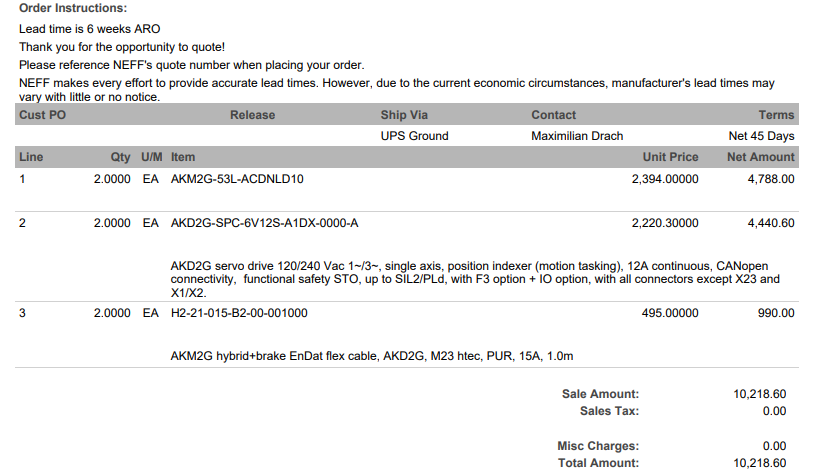 Order Instructions:
Lead time is 6 weeks ARO
Thank you for the opportunity to quote!
Please reference NEFF's quote number when placing your order.
NEFF makes every effort to provide accurate lead times. However, due to the current economic circumstances, manufacturer's lead times may
vary with little or no notice.
Cust PO Release Ship Via Contact Terms
UPS Ground Maximilian Drach Net 45 Days
Line Qty U/M Item Unit Price Net Amount
1 2.0000 EA AKM2G-53L-ACDNLD10 2,394.00000 4,788.00
2 2.0000 EA AKD2G-SPC-6V12S-A1DX-0000-A 2,220.30000 4,440.60
AKD2G servo drive 120/240 Vac 1~/3~, single axis, position indexer (motion tasking), 12A continuous, CANopen
connectivity, functional safety STO, up to SIL2/PLd, with F3 option + IO option, with all connectors except X23 and
X1/X2.
3 2.0000 EA H2-21-015-B2-00-001000 495.00000 990.00
AKM2G hybrid+brake EnDat flex cable, AKD2G, M23 htec, PUR, 15A, 1.0m
Sale Amount: 10,218.60
Sales Tax: 0.00
Misc Charges: 0.00
Total Amount: 10,218.60